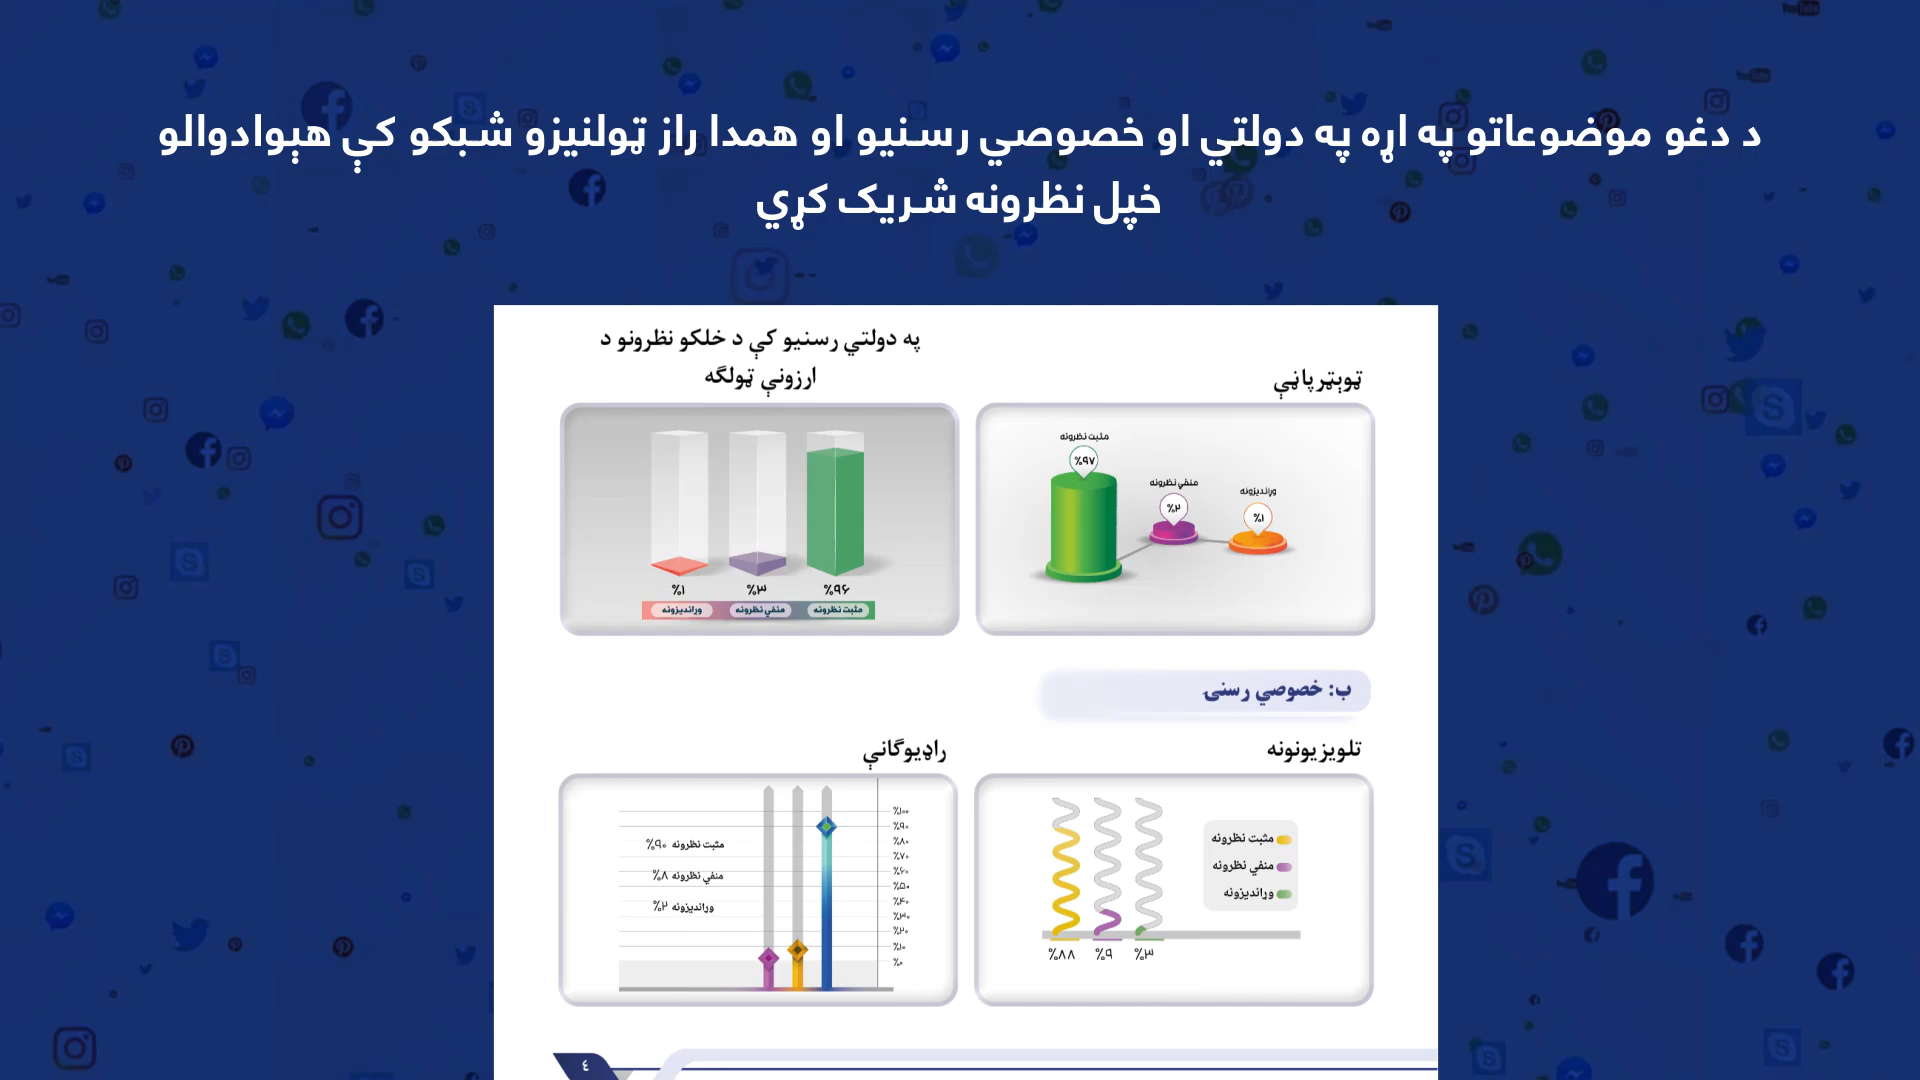 د دغو موضوعاتو په اړه په دولتي او خصوصي رسنیو او همدا راز ټولنیزو شبکو کې هېوادوالو
خپل نظرونه شریک کړي
ټویټر پاڼې
مثبت نظرونه
%۹۷
منفي نظرونه
%۲
وړاندیزونه
%۱
په دولتي رسنیو کې د خلکو نظرونو د
ارزونې ټولګه
%۱ %۳ %۹۶
مثبت نظرونه منفي نظرونه وړاندیزونه
ب: خصوصي رسنۍ
تلویزیونونه
مثبت نظرونه
منفي نظرونه
وړاندیزونه
%۸۸ %۹ %۳
راډیوګانې
مثبت نظرونه %۹۰
منفي نظرونه %۸
وړاندیزونه %۲
%۱۰۰
%۹۰
%۸۰
%۷۰
%۶۰
%۵۰
%۴۰
%۳۰
%۲۰
%۱۰
%۰
٤